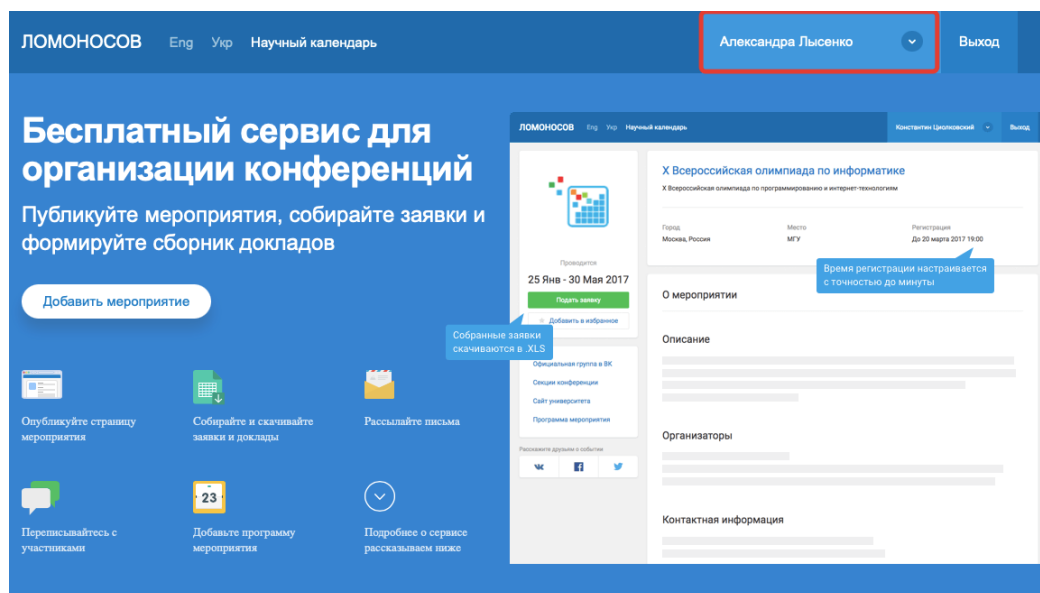 ЛОМОНОСОВ Eng Укр Научный календарь Александра Лысенко Выход
Бесплатный сервис для
организации конференций
Публикуйте мероприятия, собирайте заявки и
формируйте сборник докладов
Добавить мероприятие
Опубликуйте страницу
мероприятия
Собирайте и скачивайте
заявки и доклады
Рассылайте письма
Переписывайтесь с
участниками
23
Добавьте программу
мероприятия
Подробнее о сервисе
рассказываем ниже
ЛОМОНОСОВ Eng Укр Научный календарь Константин Циолковский Выход
Проводится
25 Янв - 30 Мая 2017
Подать заявку
Добавить в избранное
Собранные заявки
скачиваются в .XLS
Официальная группа в ВК
Секции конференции
Сайт университета
Программа мероприятия
Расскажите друзьям о событии
X Всероссийская олимпиада по информатике
X Всероссийская олимпиада по программированию и интернет-технологиям
Город Место Регистрация
Москва, Россия МГУ До 20 марта 2017 19:00
Время регистрации настраивается
с точностью до минуты
О мероприятии
Описание
Организаторы
Контактная информация